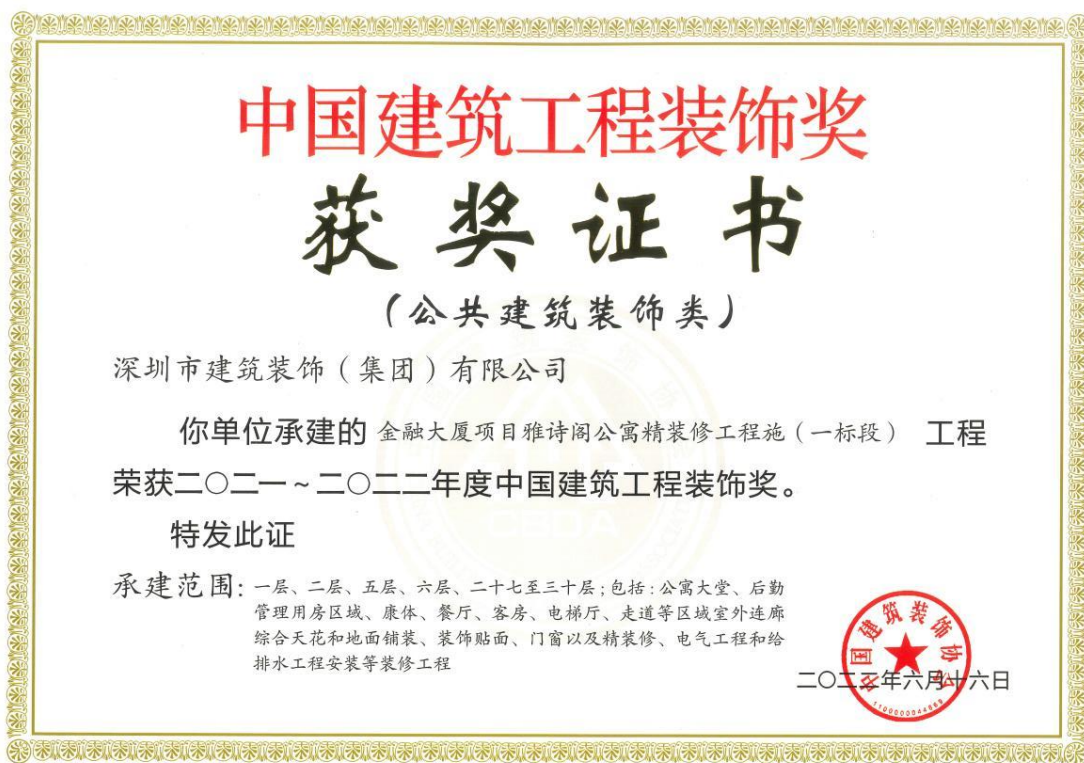 中国建筑工程装饰奖
获奖证书
（公共建筑装饰类）
深圳市建筑装饰（集团）有限公司
你单位承建的 金融大厦项目雅诗阁公寓精装修工程施（一标段） 工程
荣获二〇二一~二〇二二年度中国建筑工程装饰奖。
特发此证
承建范围：一层、二层、五层、六层、二十七至三十层；包括：公寓大堂、后勤
管理用房区域、康体、餐厅、客房、电梯厅、走道等区域室外连廊
综合天花和地面铺装、装饰贴面、门窗以及精装修、电气工程和给
排水工程安装等装修工程
中国建筑装饰协会
二〇二三年六月十六日
CBDA